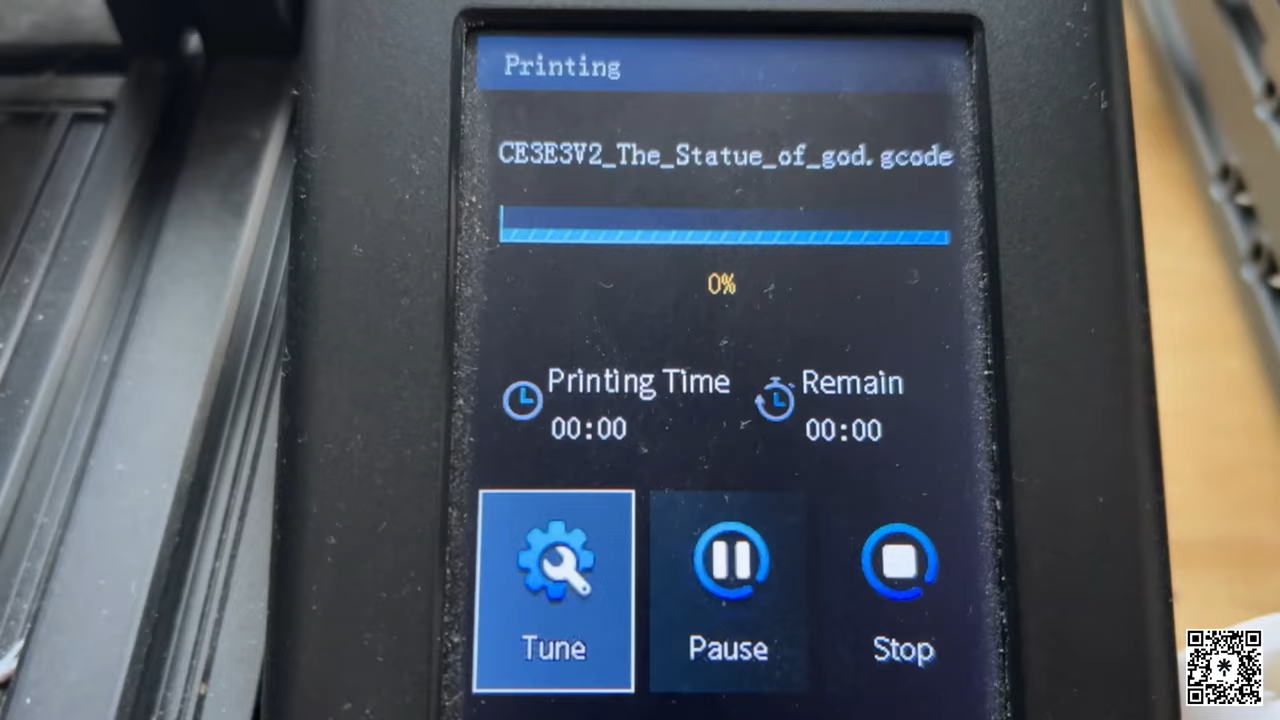 Printing
CE3E3V2_The_Statue_of_god.gcode
0%
Printing Time
00:00
Remain
00:00
Tune
Pause
Stop